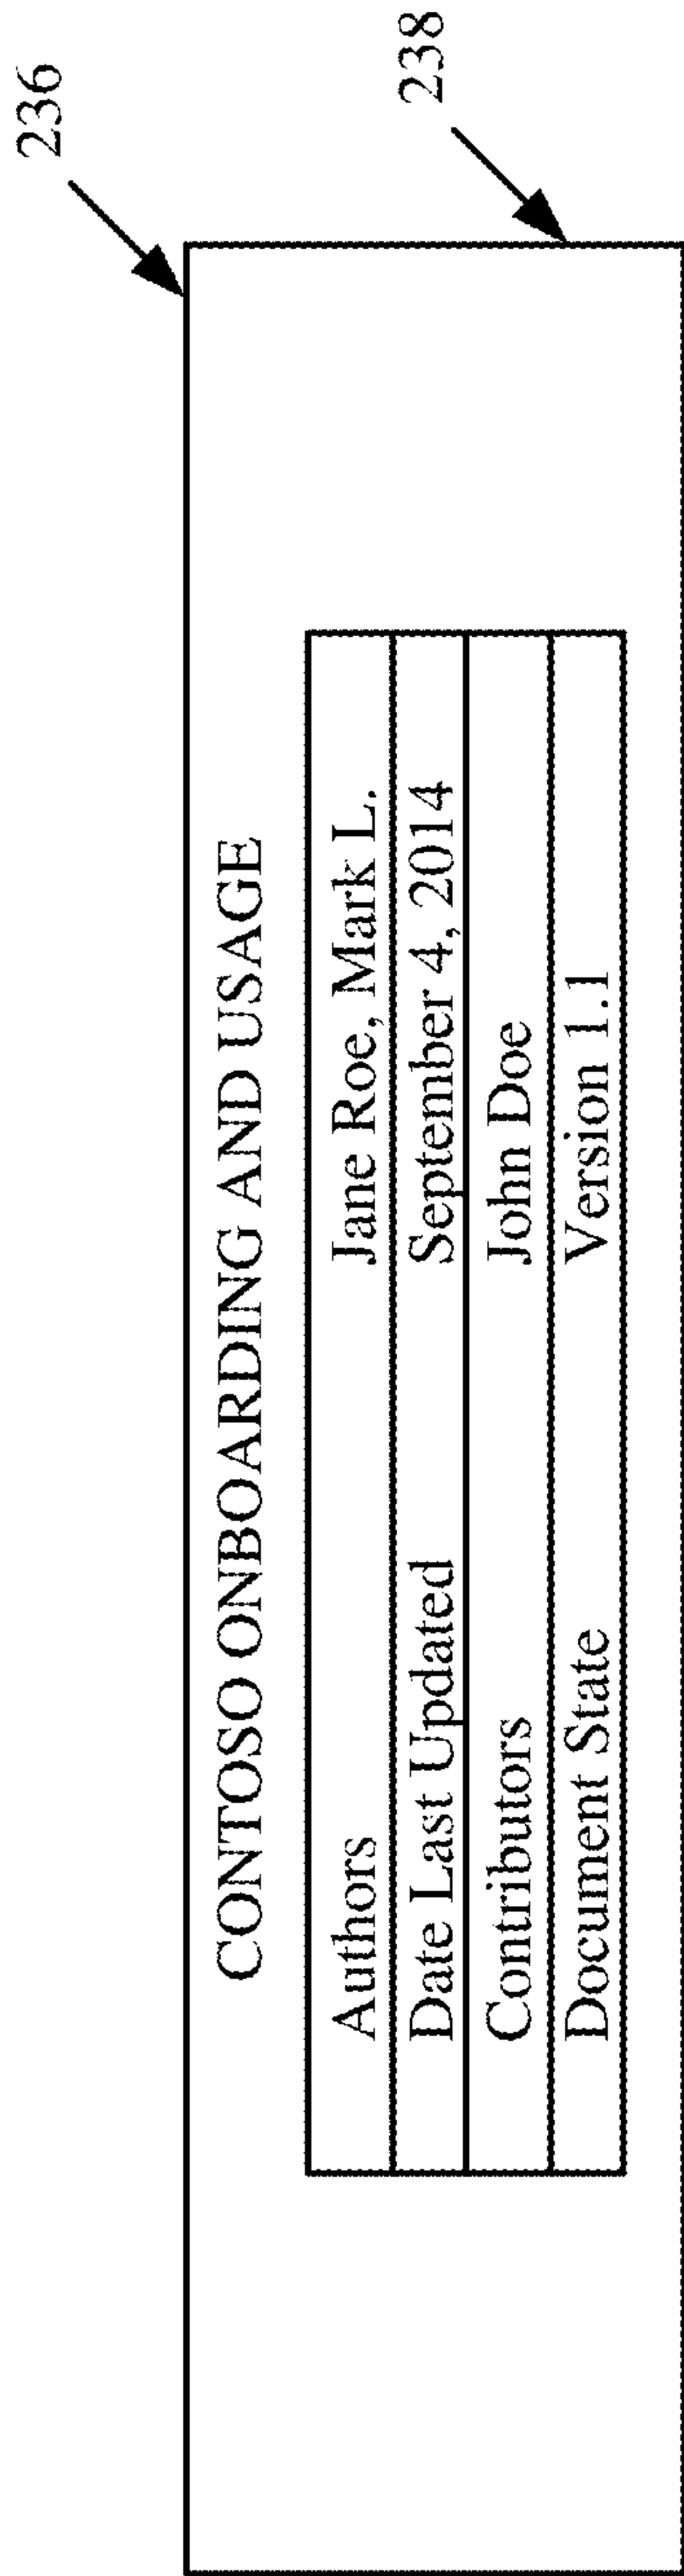 236
238
CONTOSO ONBOARDING AND USAGE
Authors Jane Roe, Mark L.
Date Last Updated September 4, 2014
Contributors John Doe
Document State Version 1.1